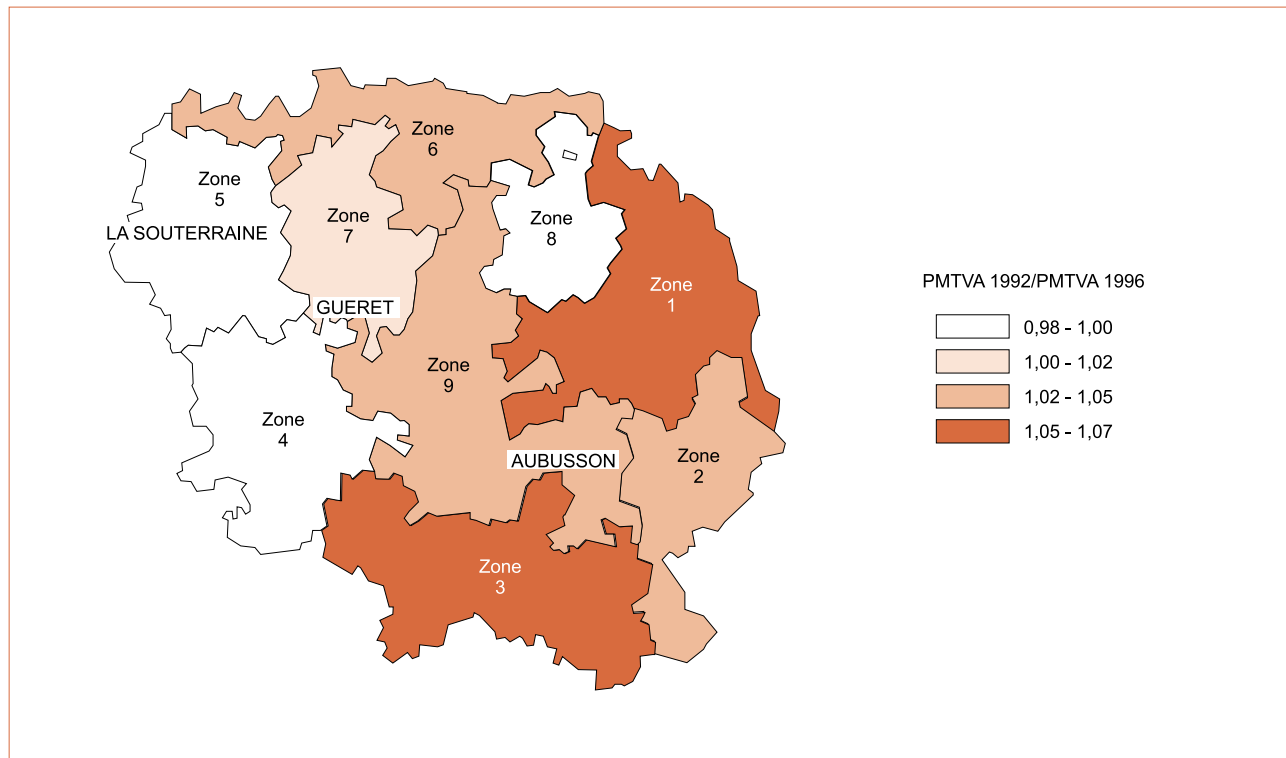 Zone
6
Zone
5
Zone
7
LA SOUTERRAINE
Zone
8
Zone
1
GUERET
Zone
9
Zone
4
AUBUSSON
Zone
2
Zone
3
PMTVA 1992/PMTVA 1996
0,98 - 1,00
1,00 - 1,02
1,02 - 1,05
1,05 - 1,07